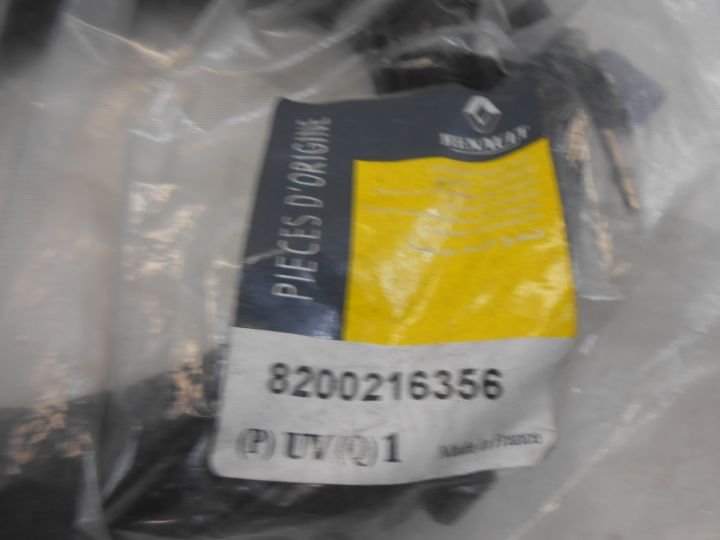 RENAULT
PIECES D'ORIGINE
8200216356
(P) UV (Q) 1
Made in France